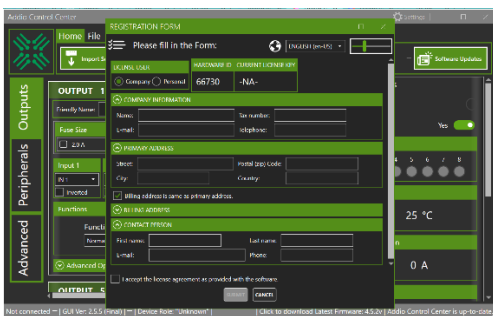 Addio Control Center
settings
Home File
Import Se
Software Updates
Outputs
Peripherals
Advanced
OUTPUT 1
Friendly Name:
Fuse Size
20 A
Input 1
IN 1
Inverted
Functions
Functi
Norma
Advanced Op
OUTPUT 5
REGISTRATION FORM
Please fill in the Form:
ENGLISH (en-US)
LICENSE USER
HARDWARE ID
CURRENT LICENSE KEY
Company Personal
66730
-NA-
COMPANY INFORMATION
Name:
Fax number:
E-mail:
Telephone:
PRIMARY ADDRESS
Street:
Postal (zip) Code:
City:
Country:
Billing address is same as primary address.
BILLING ADDRESS
CONTACT PERSON
First name:
Last name:
E-mail:
Phone:
I accept the license agreement as provided with the software.
SUBMIT
CANCEL
Yes
4 5 6 7 8
25 °C
0 A
Not connected | GUI Ver: 2.5.5 (Final) | Device Role: "Unknown" | Click to download Latest Firmware: 4.5.2v | Addio Control Center is up-to-date